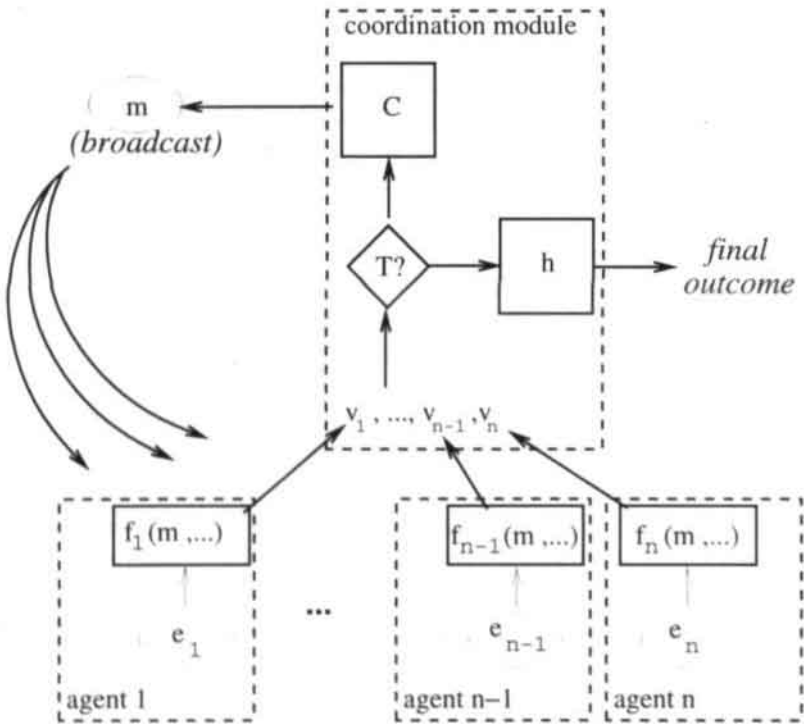 coordination module
m
C
(broadcast)
T?
h
final
outcome
v1 , ..., vn-1 ,vn
f1(m ,...)
fn-1(m ,...)
fn(m ,...)
...
e1
en-1
en
agent 1
agent n-1
agent n